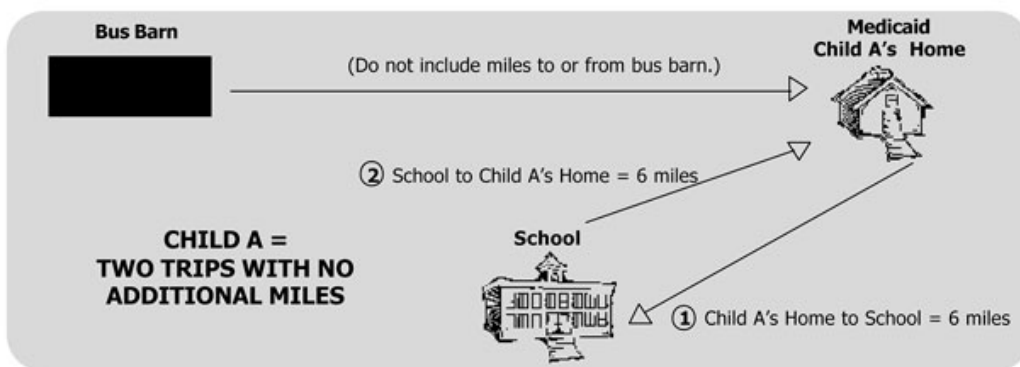 Bus Barn
Medicaid
Child A's Home
(Do not include miles to or from bus barn.)
② School to Child A's Home = 6 miles
CHILD A =
TWO TRIPS WITH NO
ADDITIONAL MILES
School
① Child A's Home to School = 6 miles